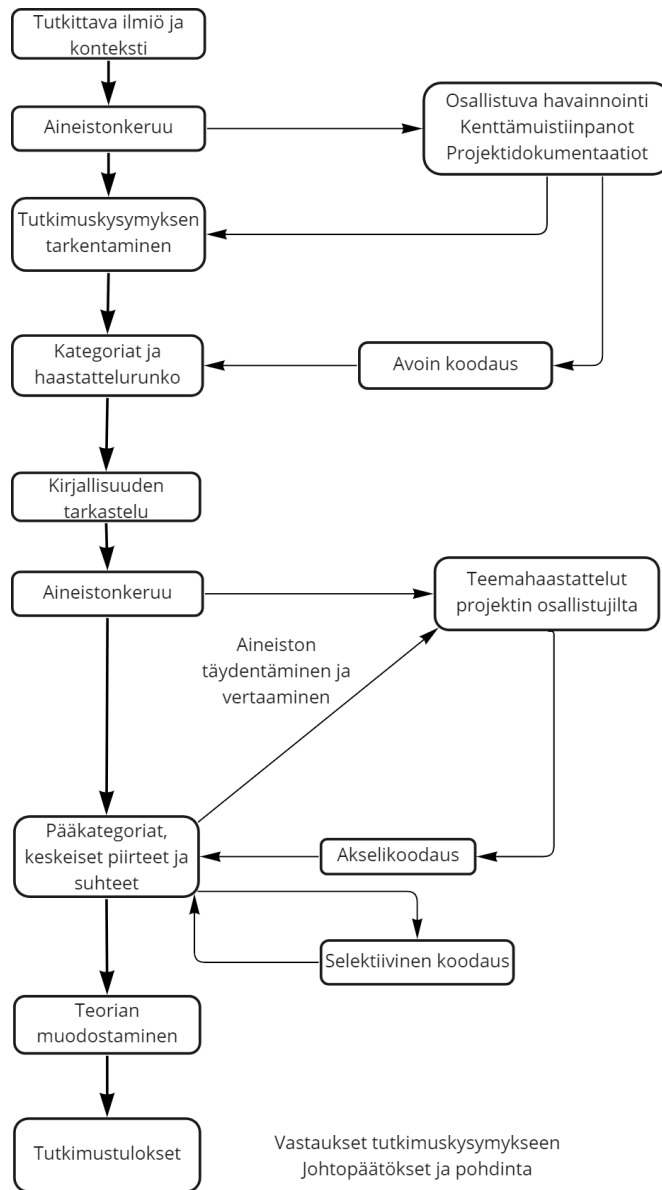 Tutkittava ilmiö ja
konteksti
Aineistonkeruu
Osallistuva havainnointi
Kenttämuistiinpanot
Projektidokumentaatiot
Tutkimuskysymyksen
tarkentaminen
Kategoriat ja
haastattelurunko
Avoin koodaus
Kirjallisuuden
tarkastelu
Aineistonkeruu
Teemahaastattelut
projektin osallistujilta
Aineiston
täydentäminen ja
vertaaminen
Pääkategoriat,
keskeiset piirteet ja
suhteet
Akselikoodaus
Selektiivinen koodaus
Teorian
muodostaminen
Tutkimustulokset
Vastaukset tutkimuskysymykseen
Johtopäätökset ja pohdinta